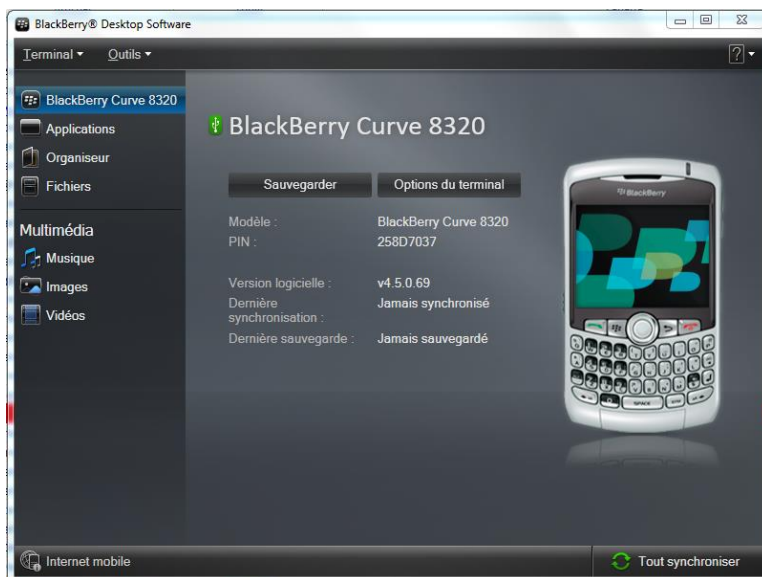 BlackBerry® Desktop Software
Terminal
Outils
?
BlackBerry Curve 8320
Applications
Organiseur
Fichiers
Multimédia
Musique
Images
Vidéos
BlackBerry Curve 8320
Sauvegarder
Options du terminal
Modèle : BlackBerry Curve 8320
PIN : 258D7037
Version logicielle : v4.5.0.69
Dernière
synchronisation : Jamais synchronisé
Dernière sauvegarde : Jamais sauvegardé
BlackBerry
SPACE
Internet mobile
Tout synchroniser